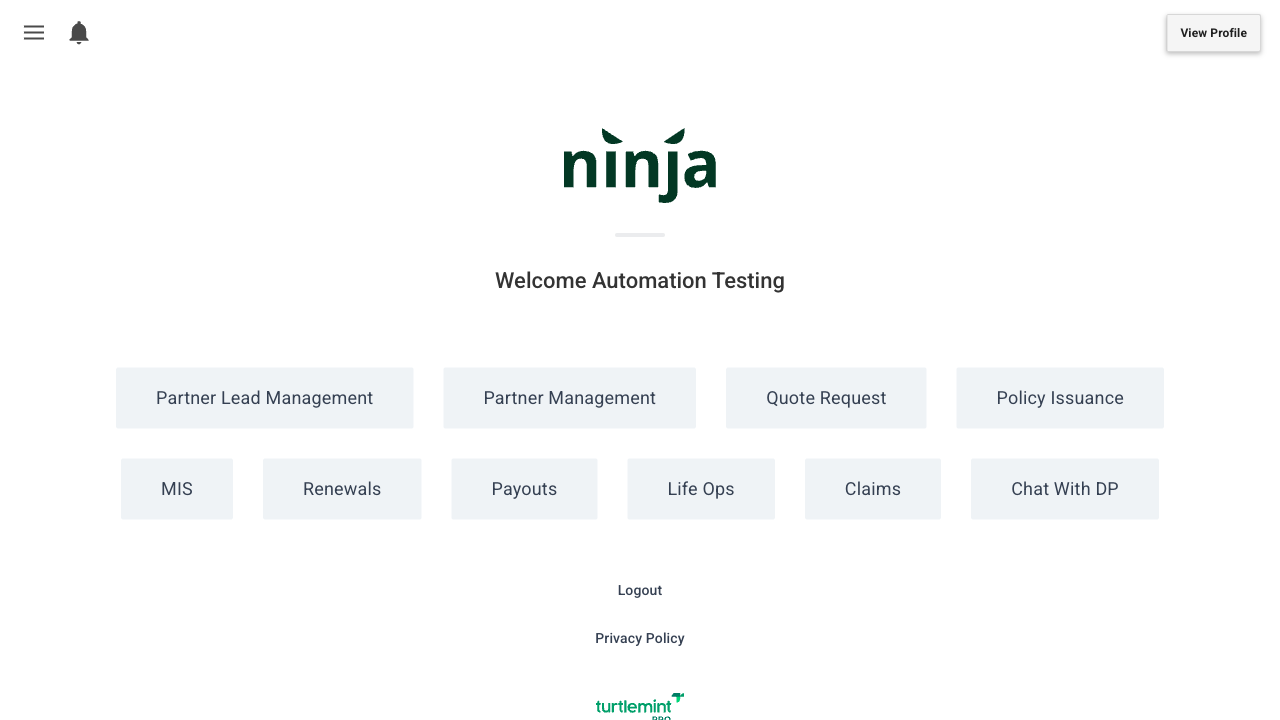 View Profile
ninja
Welcome Automation Testing
Partner Lead Management
Partner Management
Quote Request
Policy Issuance
MIS
Renewals
Payouts
Life Ops
Claims
Chat With DP
Logout
Privacy Policy
turtlemint
PRO